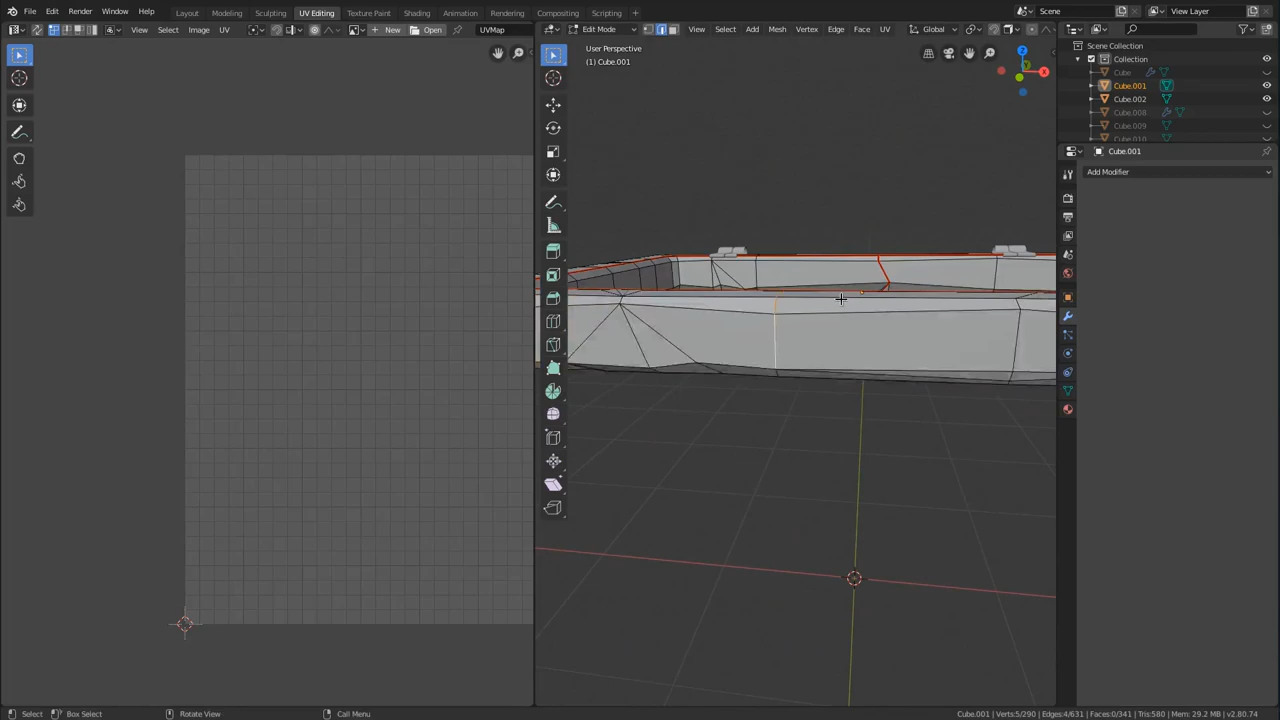 File Edit Render Window Help Layout Modeling Sculpting UV Editing Texture Paint Shading Animation Rendering Compositing Scripting + Scene View Layer
View Select Image UV New Open UVMap Edit Mode View Select Add Mesh Vertex Edge Face UV Global
User Perspective
(1) Cube.001
X
Scene Collection
Collection
Cube
Cube.001
Cube.002
Cube.008
Cube.009
Cube.010
Cube.001
Add Modifier
Select Box Select Rotate View Call Menu Collection | Cube.001 | Verts:5/290 | Edges:4/631 | Faces:0/341 | Tris:580 | Mem: 29.2 MB | v2.80.74